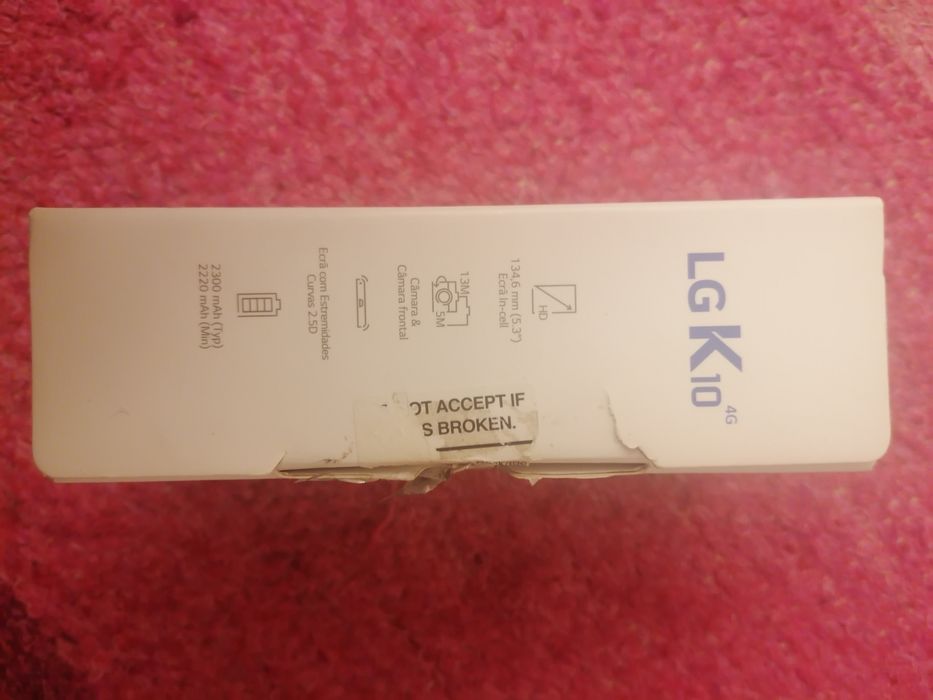 LG K10
4G
HD
134,6 mm (5.3")
Ecrã In-cell
13M
5M
Câmara &
Câmara frontal
Ecrã com Estremidades
Curvas 2.5D
2300 mAh (Typ)
2220 mAh (Min)
OT ACCEPT IF
S BROKEN.